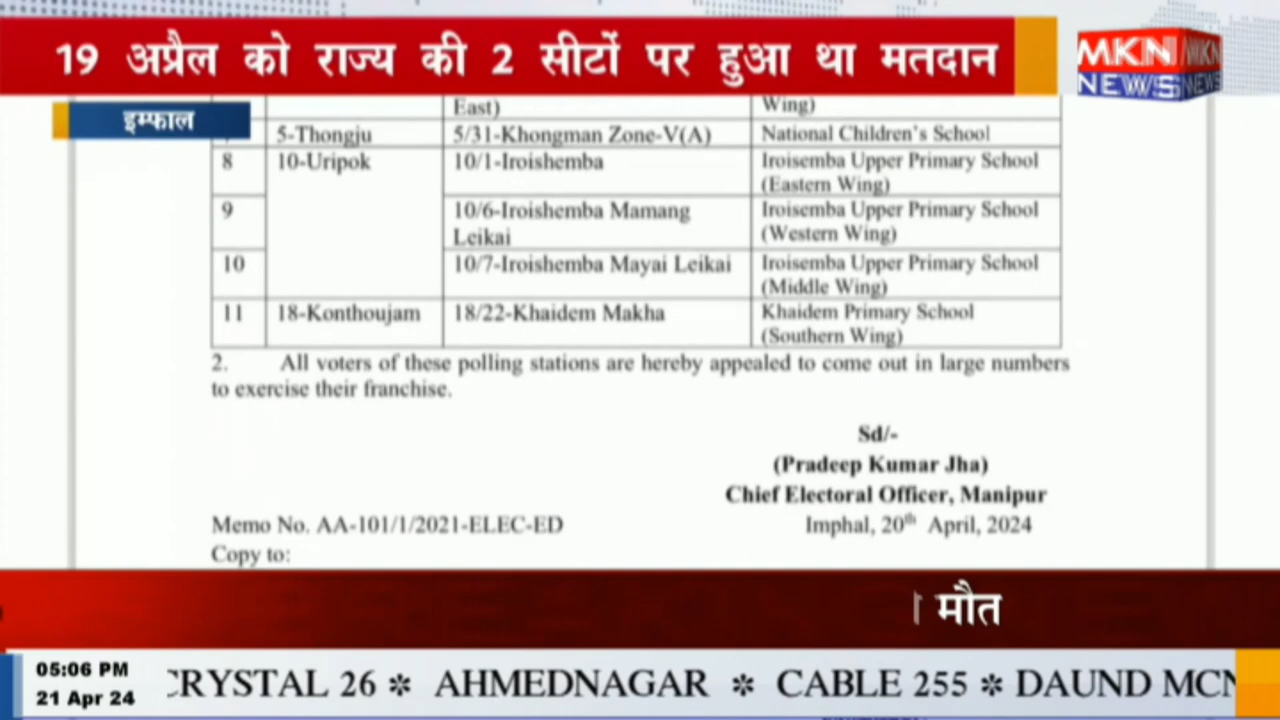 19 अप्रैल को राज्य की 2 सीटों पर हुआ था मतदान
MKN
NEWS
इम्फाल
East) Wing)
5-Thongju 5/31-Khongman Zone-V(A) National Children's School
8 10-Uripok 10/1-Iroishemba Iroisemba Upper Primary School
(Eastern Wing)
9 10/6-Iroishemba Mamang Iroisemba Upper Primary School
Leikai (Western Wing)
10 10/7-Iroishemba Mayai Leikai Iroisemba Upper Primary School
(Middle Wing)
11 18-Konthoujam 18/22-Khaidem Makha Khaidem Primary School
(Southern Wing)
2. All voters of these polling stations are hereby appealed to come out in large numbers
to exercise their franchise.
Sd/-
(Pradeep Kumar Jha)
Chief Electoral Officer, Manipur
Memo No. AA-101/1/2021-ELEC-ED Imphal, 20th April, 2024
Copy to:
मौत
05:06 PM
21 Apr 24
CRYSTAL 26 * AHMEDNAGAR * CABLE 255 * DAUND MCN